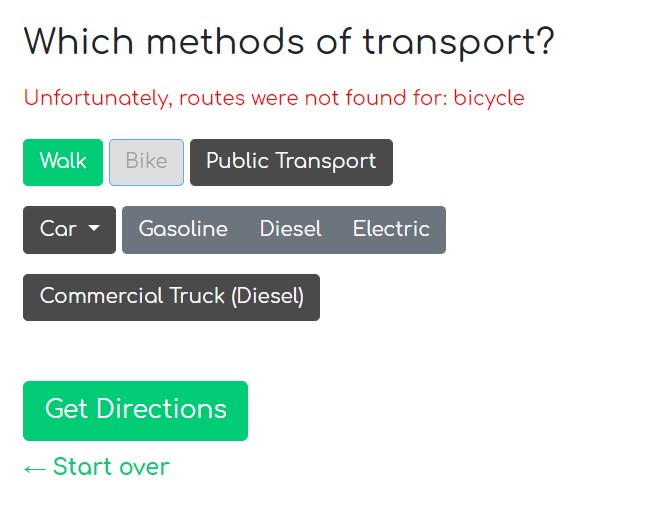 Which methods of transport?
Unfortunately, routes were not found for: bicycle
Walk Bike Public Transport
Car Gasoline Diesel Electric
Commercial Truck (Diesel)
Get Directions
← Start over